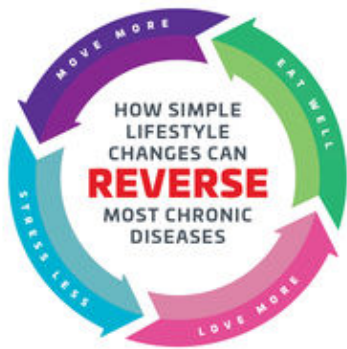 MOVE MORE
EAT WELL
HOW SIMPLE
LIFESTYLE
CHANGES CAN
REVERSE
MOST CHRONIC
DISEASES
STRESS LESS
LOVE MORE